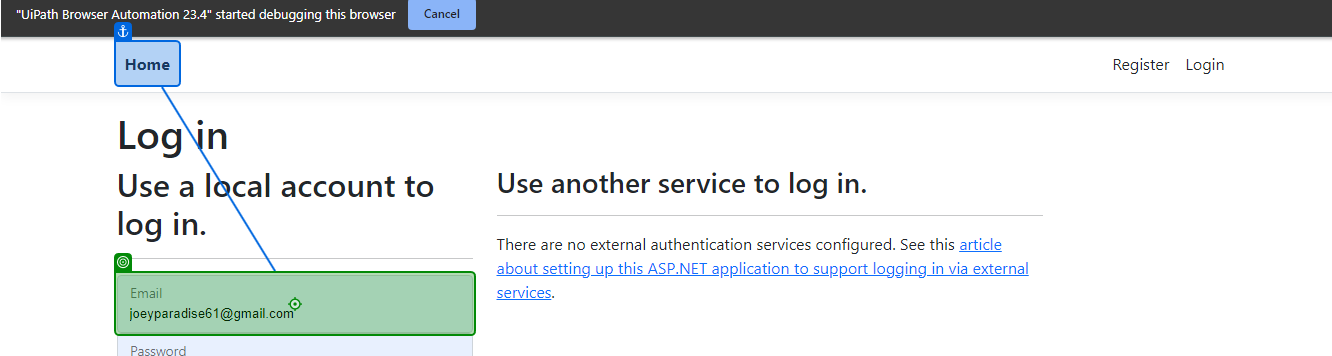 "UiPath Browser Automation 23.4" started debugging this browser Cancel
Home Register Login
Log in
Use a local account to
log in.
Email
joeyparadise61@gmail.com
Password
Use another service to log in.
There are no external authentication services configured. See this article
about setting up this ASP.NET application to support logging in via external
services.